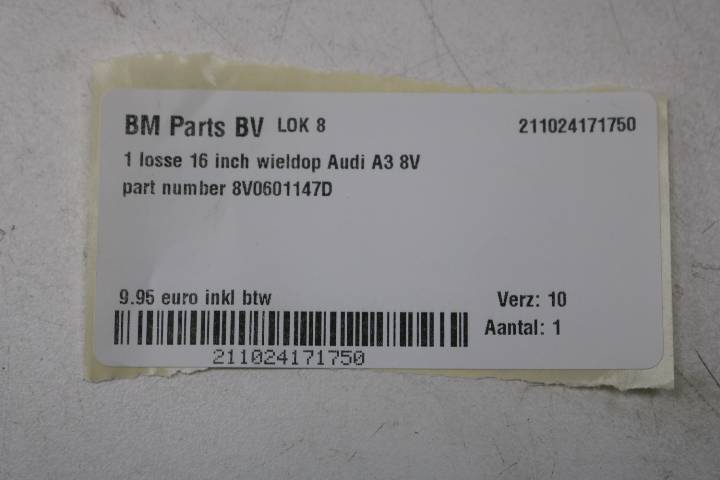 BM Parts BV LOK 8 211024171750
1 losse 16 inch wieldop Audi A3 8V
part number 8V0601147D
9.95 euro inkl btw Verz: 10
Aantal: 1
211024171750